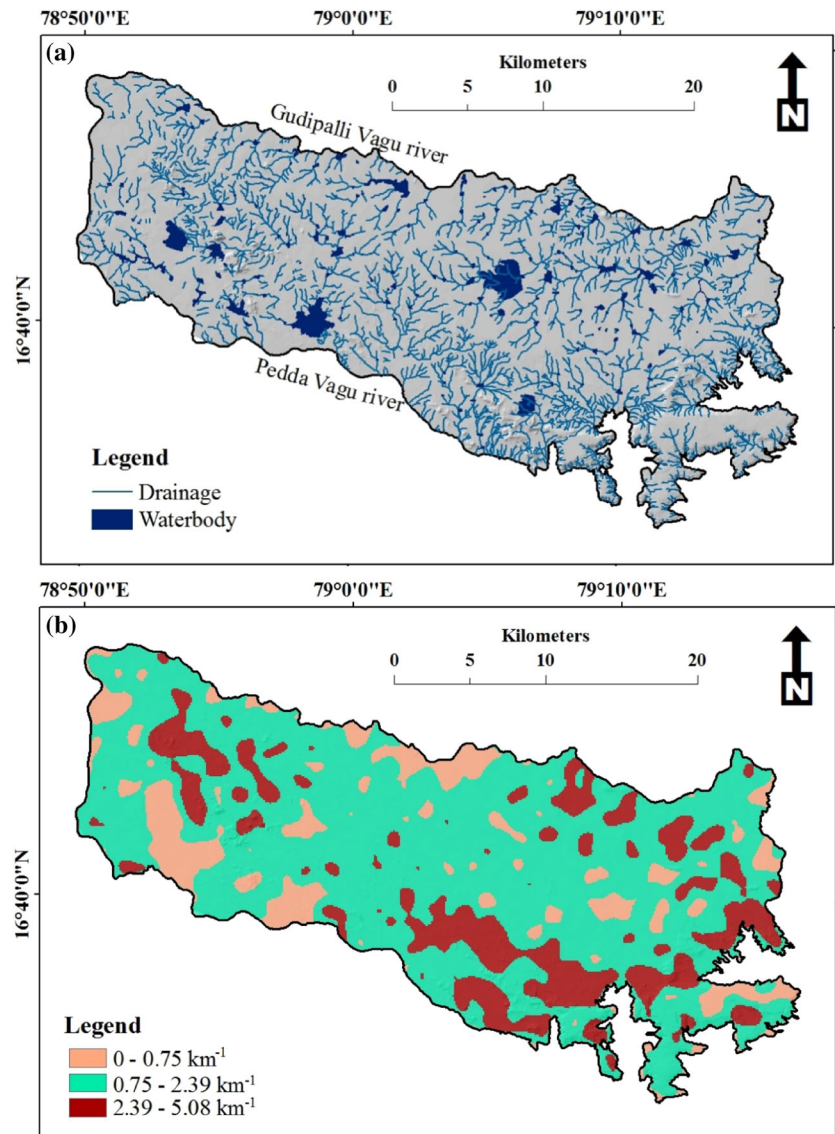 78°50'0"E 79°0'0"E 79°10'0"E
(a)
Kilometers
0 5 10 20
N
Gudipalli Vagu river
16°40'0"N
Pedda Vagu river
Legend
Drainage
Waterbody
78°50'0"E 79°0'0"E 79°10'0"E
(b)
Kilometers
0 5 10 20
N
16°40'0"N
Legend
0 - 0.75 km⁻¹
0.75 - 2.39 km⁻¹
2.39 - 5.08 km⁻¹